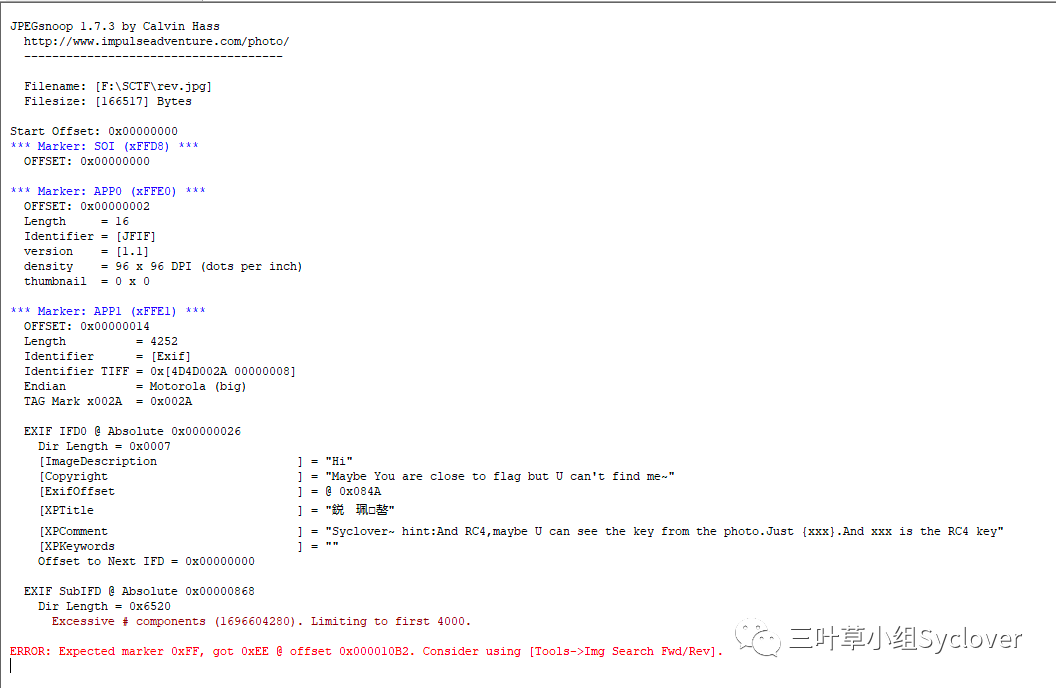 JPEGsnoop 1.7.3 by Calvin Hass
http://www.impulseadventure.com/photo/
-------------------------------------
Filename: [F:\SCTF\rev.jpg]
Filesize: [166517] Bytes
Start Offset: 0x00000000
*** Marker: SOI (xFFD8) ***
OFFSET: 0x00000000
*** Marker: APP0 (xFFE0) ***
OFFSET: 0x00000002
Length     = 16
Identifier = [JFIF]
version    = [1.1]
density    = 96 x 96 DPI (dots per inch)
thumbnail  = 0 x 0
*** Marker: APP1 (xFFE1) ***
OFFSET: 0x00000014
Length          = 4252
Identifier      = [Exif]
Identifier TIFF = 0x[4D4D002A 00000008]
Endian          = Motorola (big)
TAG Mark x002A  = 0x002A
EXIF IFD0 @ Absolute 0x00000026
Dir Length = 0x0007
[ImageDescription                    ] = "Hi"
[Copyright                           ] = "Maybe You are close to flag but U can't find me~"
[ExifOffset                          ] = @ 0x084A
[XPTitle                             ] = "
[XPComment                           ] = "Syclover~ hint:And RC4,maybe U can see the key from the photo.Just {xxx}.And xxx is the RC4 key"
[XPKeywords                          ] = ""
Offset to Next IFD = 0x00000000
EXIF SubIFD @ Absolute 0x00000868
Dir Length = 0x6520
Excessive # components (1696604280). Limiting to first 4000.
ERROR: Expected marker 0xFF, got 0xEE @ offset 0x000010B2. Consider using [Tools->Img Search Fwd/Rev].
三叶草小组Syclover